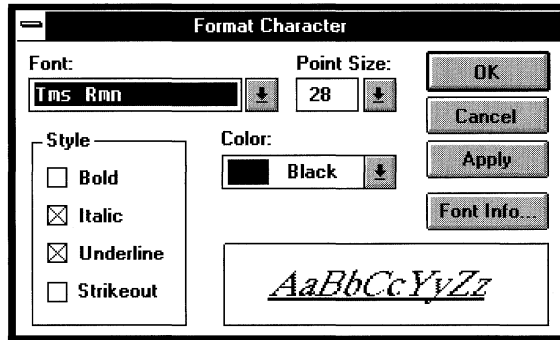 Format Character
Font:
Tms Rmn
Point Size:
28
OK
Cancel
Apply
Font Info...
Style
Bold
Italic
Underline
Strikeout
Color:
Black
AaBbCcYyZz